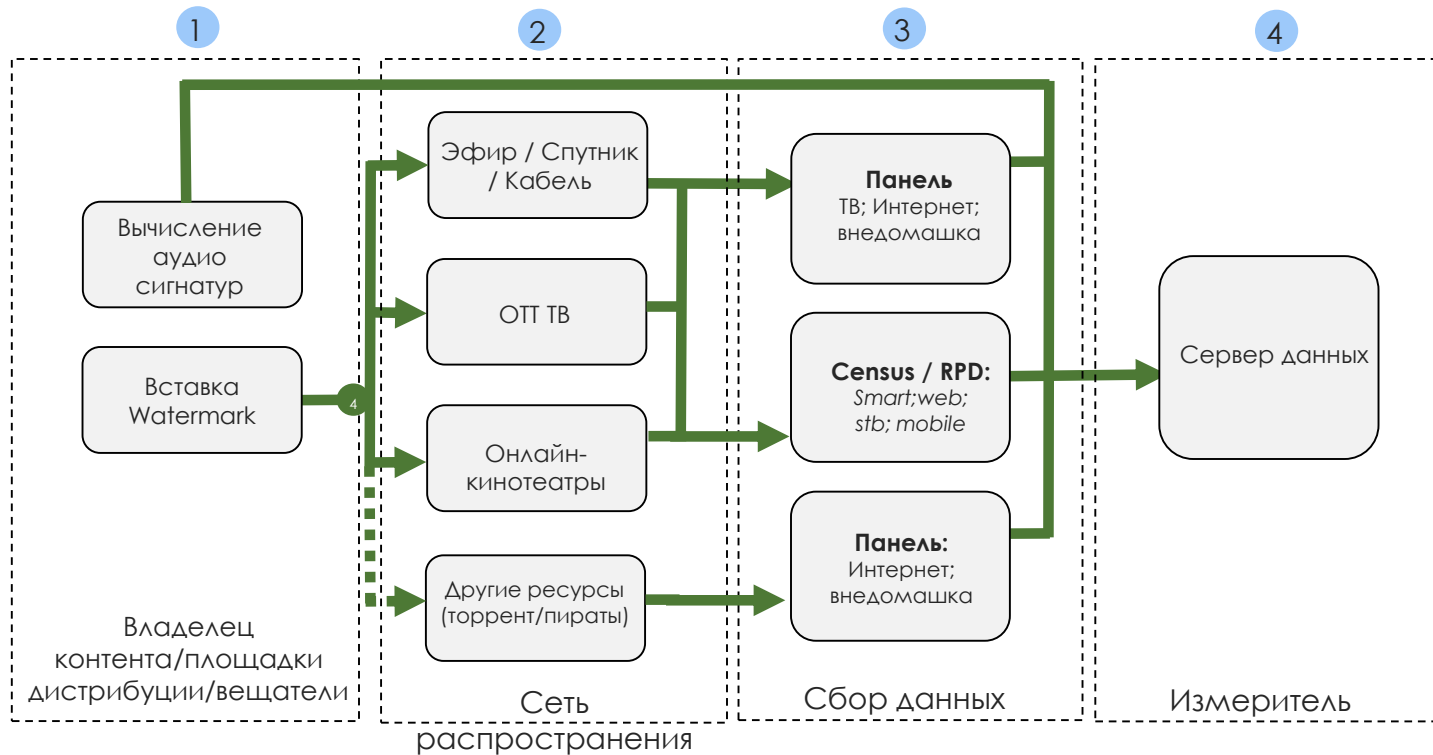 1
2
3
4
Вычисление
аудио
сигнатур
Вставка
Watermark
4
Владелец
контента/площадки
дистрибуции/вещатели
Эфир / Спутник
/ Кабель
ОТТ ТВ
Онлайн-
кинотеатры
Другие ресурсы
(торрент/пираты)
Сеть
распространения
Панель
ТВ; Интернет;
внедомашка
Census / RPD:
Smart;web;
stb; mobile
Панель:
Интернет;
внедомашка
Сбор данных
Сервер данных
Измеритель